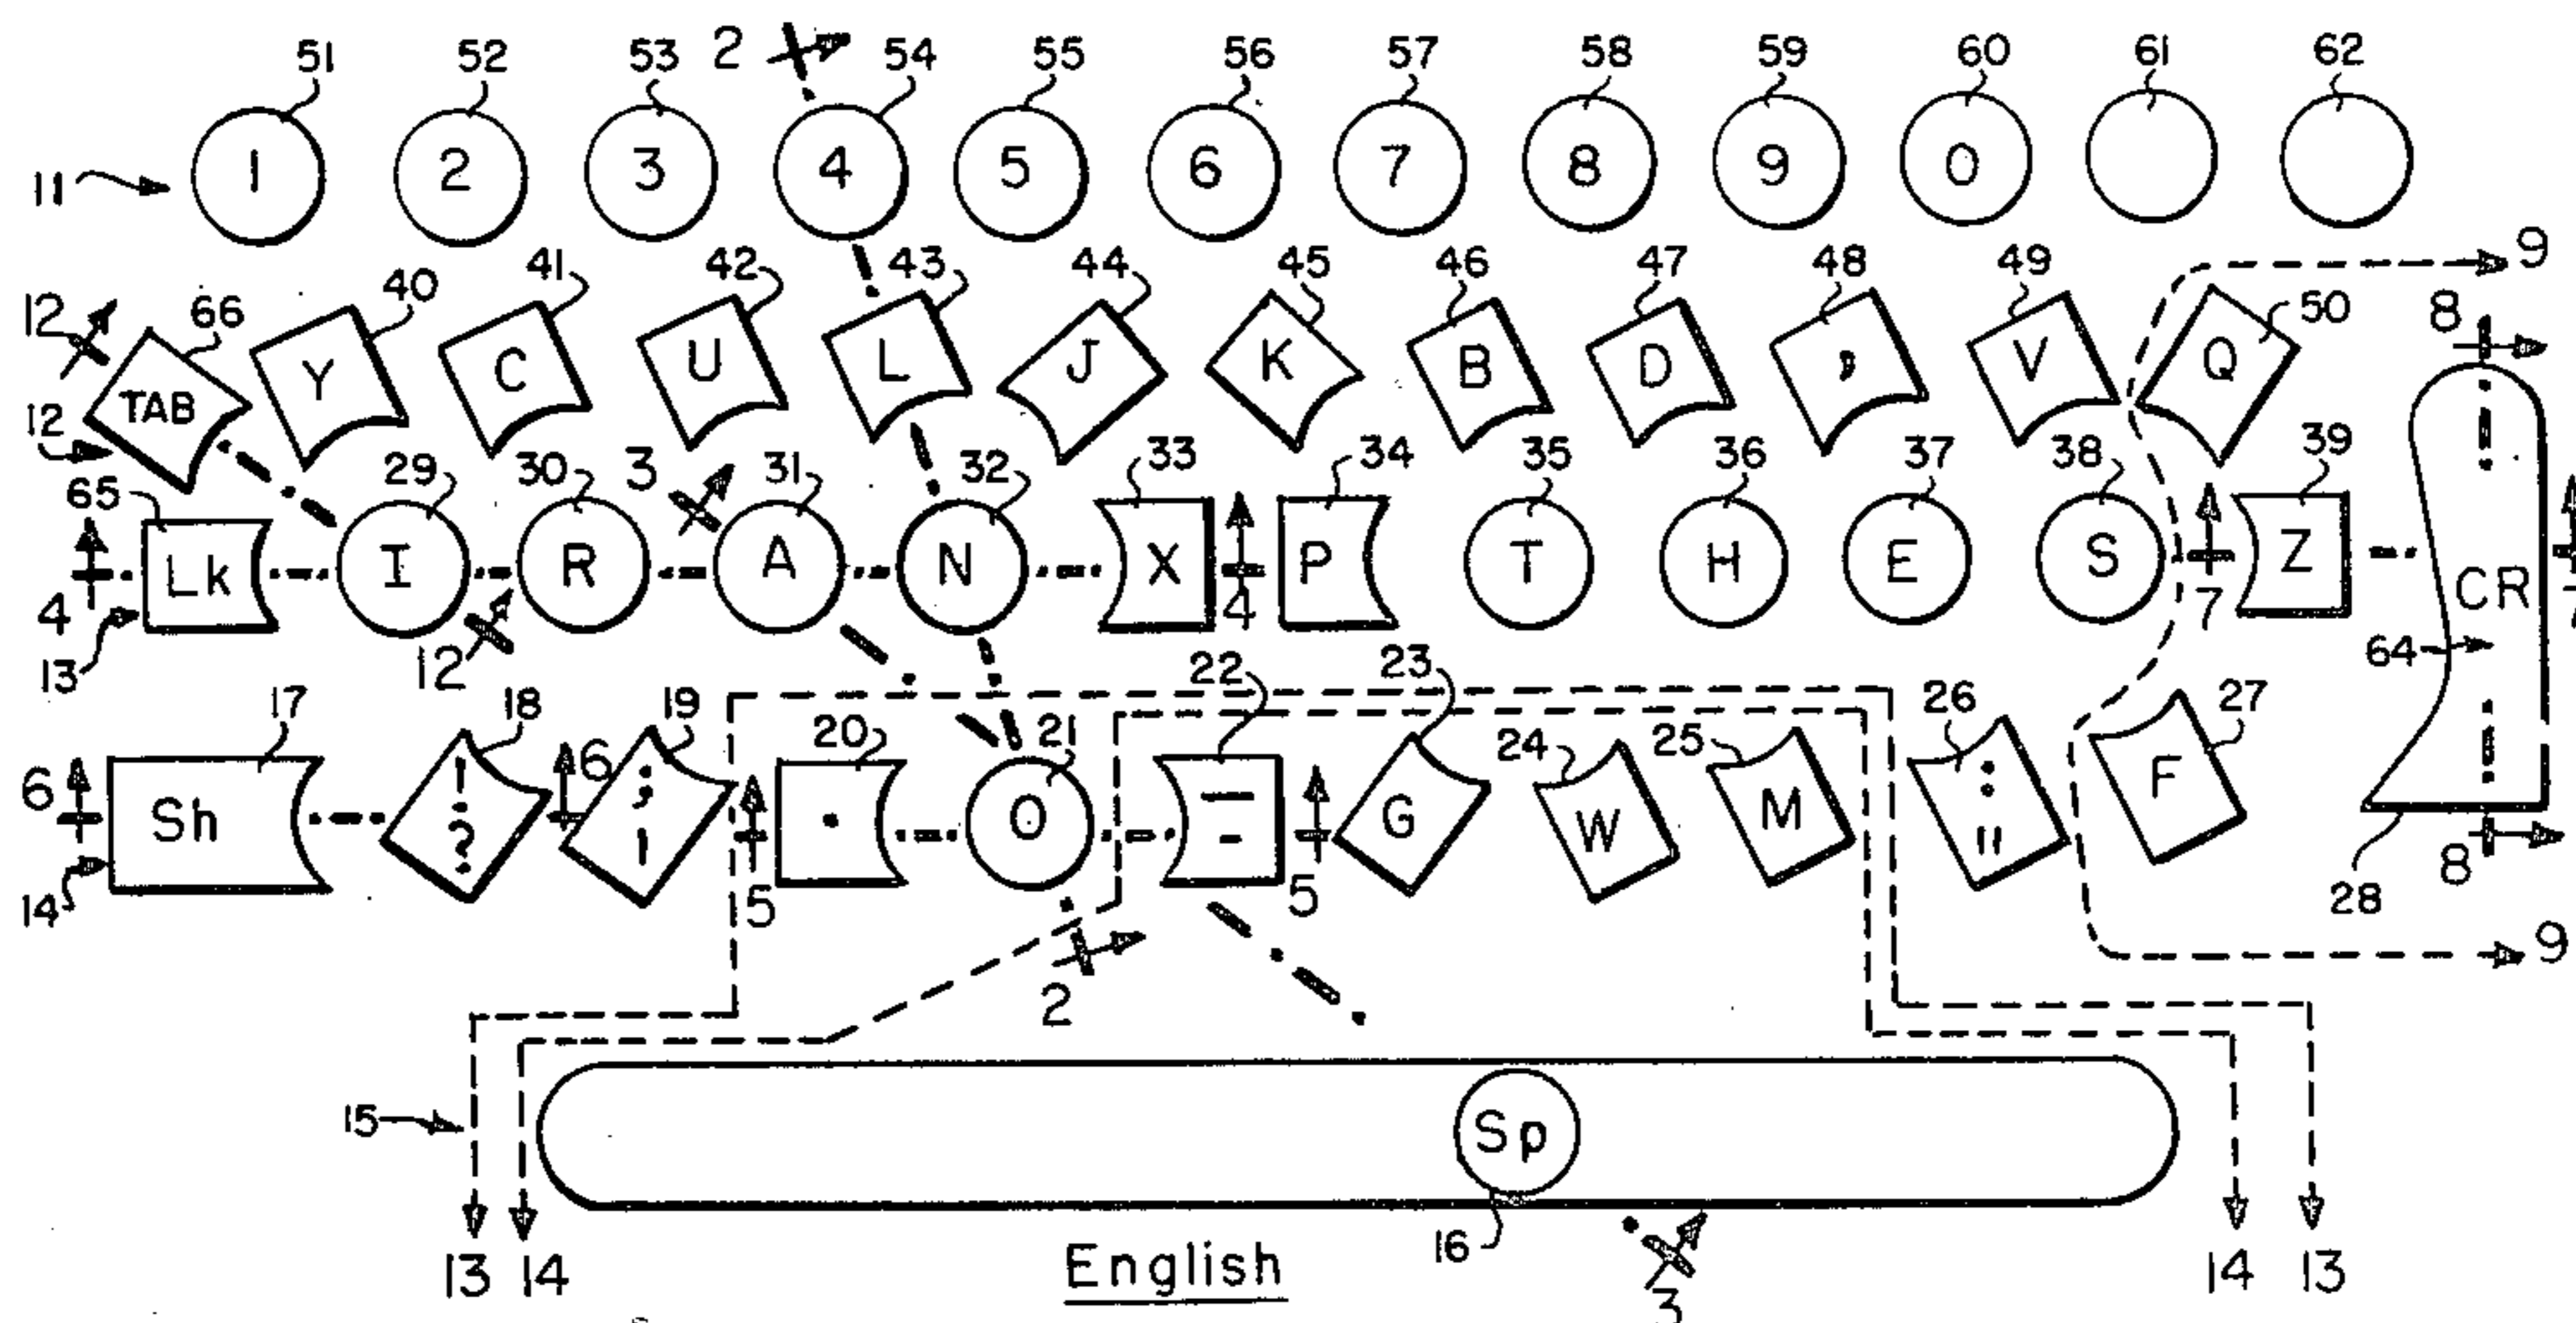 51 52 53 2 54 55 56 57 58 59 60 61 62
11 1 2 3 4 5 6 7 8 9 0
12 66 40 41 42 43 44 45 46 47 48 49 50 9
12 TAB Y C U L J K B D , V Q 8
65 29 30 3 31 32 33 34 35 36 37 38 39
4 Lk I R A N X 4 P T H E S 7 Z CR 7
13 12 64
17 18 19 20 21 22 23 24 25 26 27
6 Sh ! ? 6 ; ' 5 . O — - 5 G W M : " F
14 2 28 8 9
15 Sp
16
13 14 English 3 14 13